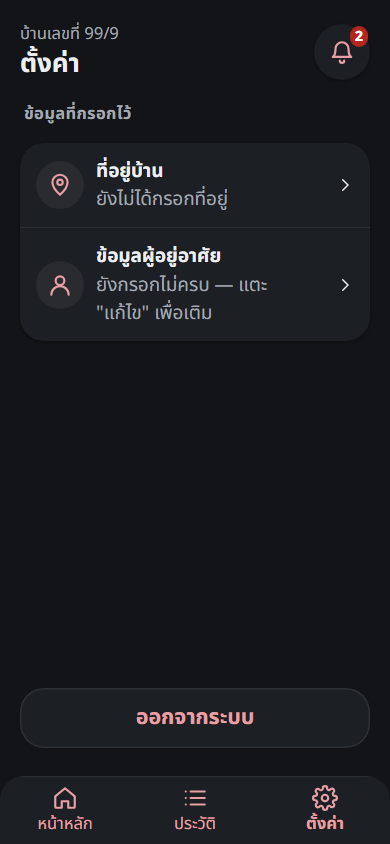 บ้านเลขที่ 99/9
ตั้งค่า
2
ข้อมูลที่กรอกไว้
ที่อยู่บ้าน
ยังไม่ได้กรอกที่อยู่
ข้อมูลผู้อยู่อาศัย
ยังกรอกไม่ครบ — แตะ
"แก้ไข" เพื่อเติม
ออกจากระบบ
หน้าหลัก
ประวัติ
ตั้งค่า